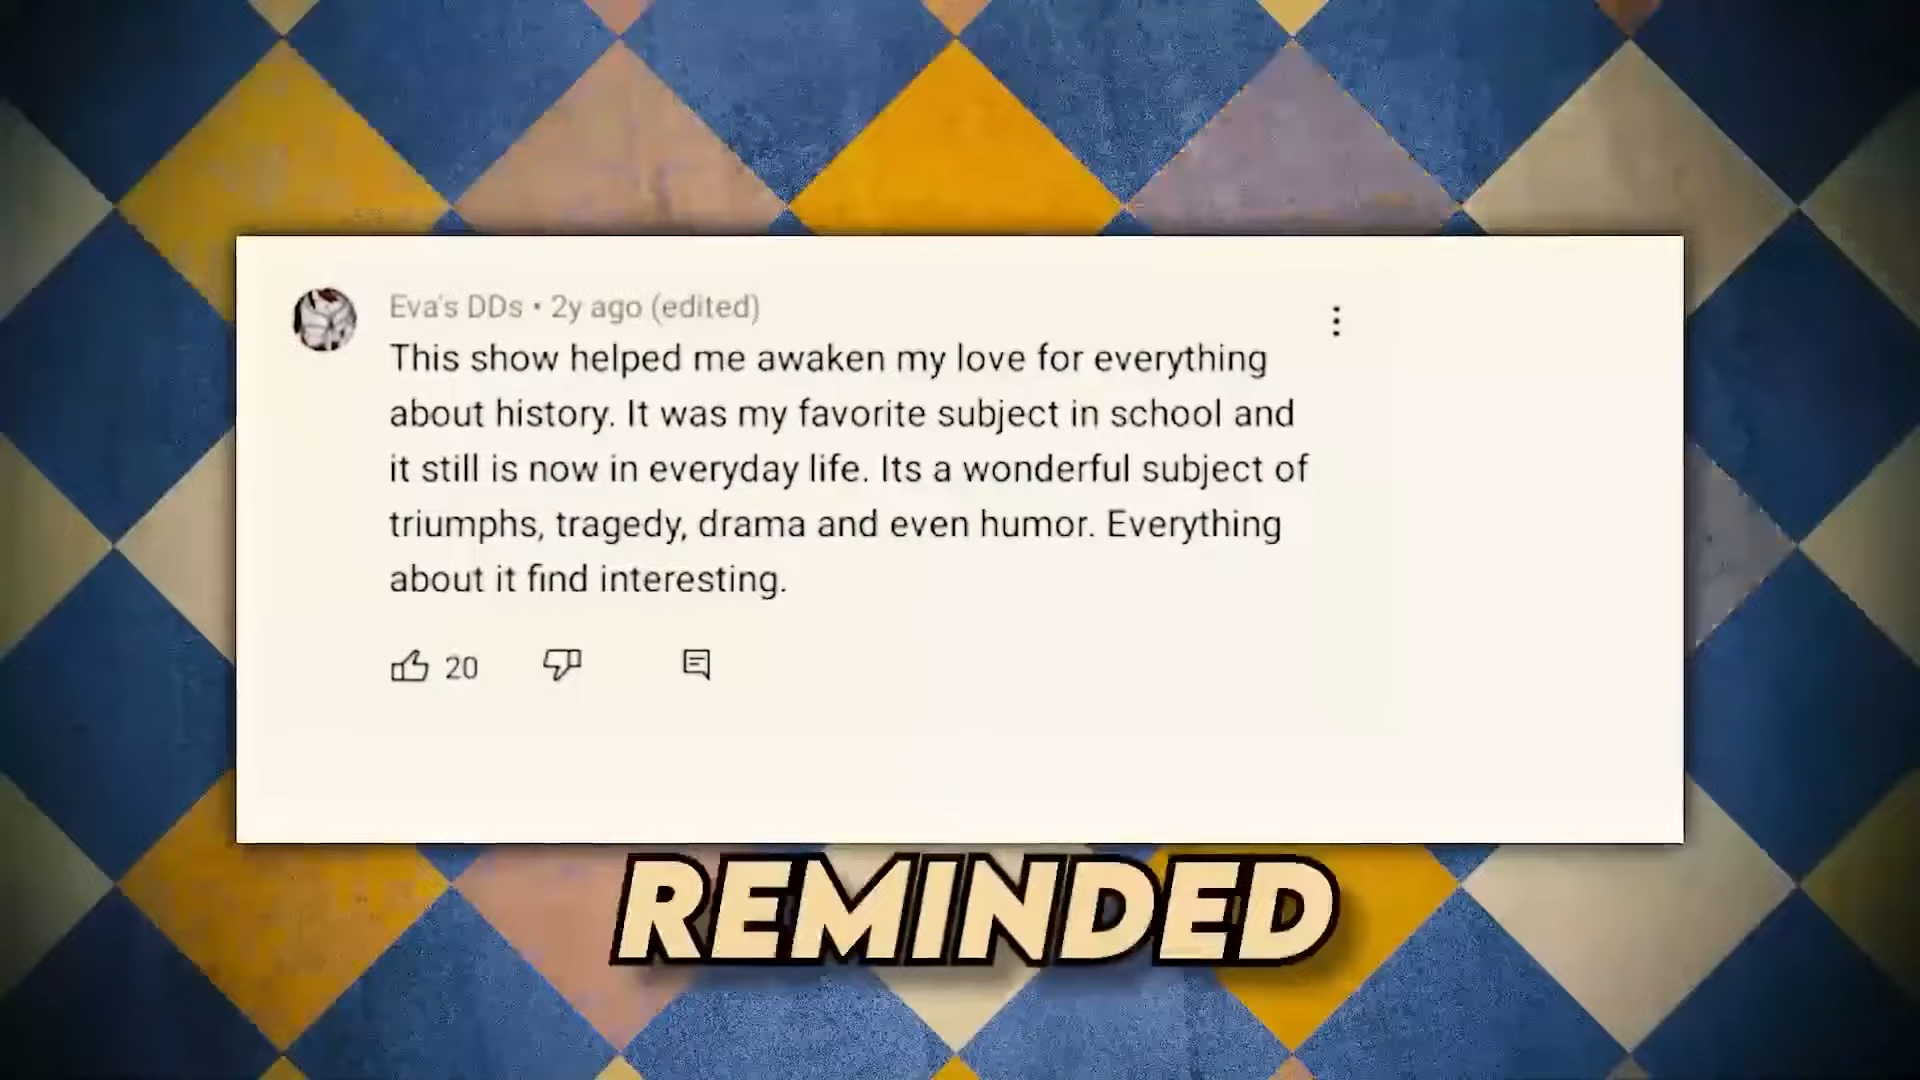 Eva's DDs • 2y ago (edited)
This show helped me awaken my love for everything
about history. It was my favorite subject in school and
it still is now in everyday life. Its a wonderful subject of
triumphs, tragedy, drama and even humor. Everything
about it find interesting.
20
REMINDED